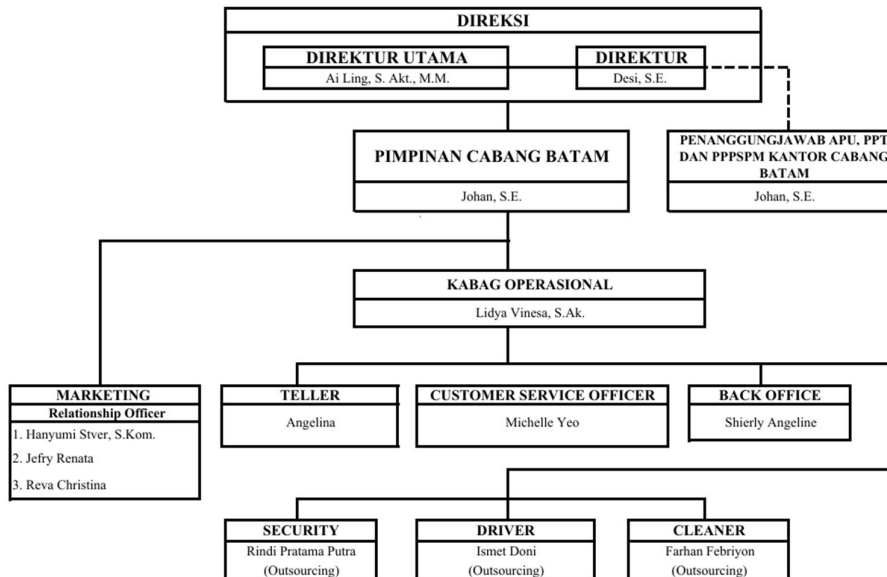 DIREKSI
DIREKTUR UTAMA
Ai Ling, S. Akt., M.M.
DIREKTUR
Desi, S.E.
PIMPINAN CABANG BATAM
Johan, S.E.
PENANGGUNGJAWAB APU, PPT
DAN PPPSPM KANTOR CABANG
BATAM
Johan, S.E.
KABAG OPERASIONAL
Lidya Vinesa, S.Ak.
MARKETING
Relationship Officer
1. Hanyumi Stver, S.Kom.
2. Jefry Renata
3. Reva Christina
TELLER
Angelina
CUSTOMER SERVICE OFFICER
Michelle Yeo
BACK OFFICE
Shierly Angeline
SECURITY
Rindi Pratama Putra
(Outsourcing)
DRIVER
Ismet Doni
(Outsourcing)
CLEANER
Farhan Febriyon
(Outsourcing)